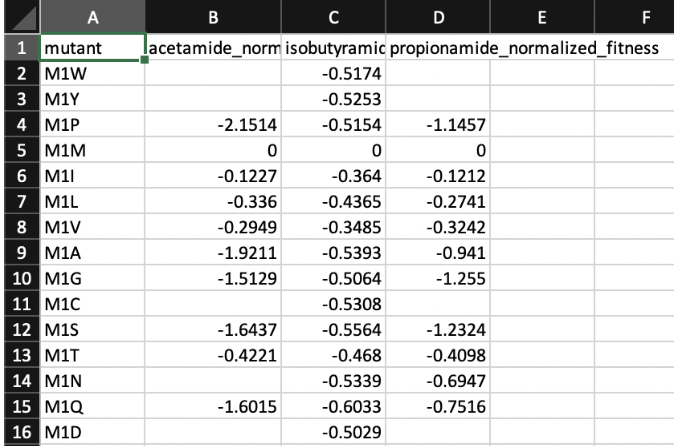 A B C D E F
1 mutant acetamide_norm isobutyramic propionamide_normalized_fitness
2 M1W -0.5174
3 M1Y -0.5253
4 M1P -2.1514 -0.5154 -1.1457
5 M1M 0 0 0
6 M1I -0.1227 -0.364 -0.1212
7 M1L -0.336 -0.4365 -0.2741
8 M1V -0.2949 -0.3485 -0.3242
9 M1A -1.9211 -0.5393 -0.941
10 M1G -1.5129 -0.5064 -1.255
11 M1C -0.5308
12 M1S -1.6437 -0.5564 -1.2324
13 M1T -0.4221 -0.468 -0.4098
14 M1N -0.5339 -0.6947
15 M1Q -1.6015 -0.6033 -0.7516
16 M1D -0.5029